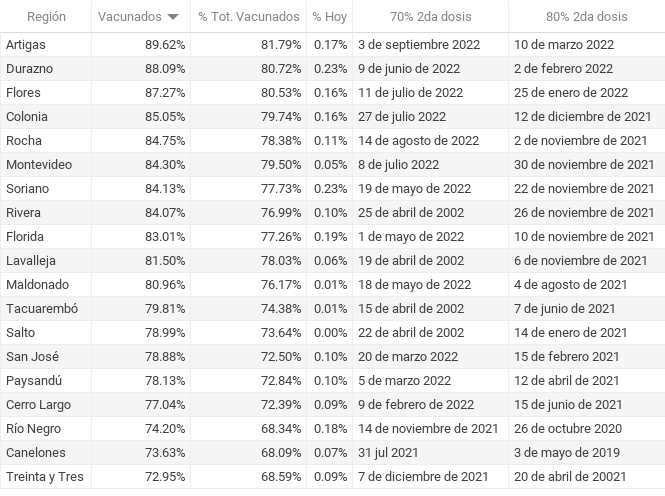 Región Vacunados % Tot. Vacunados % Hoy 70% 2da dosis 80% 2da dosis
Artigas 89.62% 81.79% 0.17% 3 de septiembre 2022 10 de marzo 2022
Durazno 88.09% 80.72% 0.23% 9 de junio de 2022 2 de febrero 2022
Flores 87.27% 80.53% 0.16% 11 de julio de 2022 25 de enero de 2022
Colonia 85.05% 79.74% 0.16% 27 de julio 2022 12 de diciembre de 2021
Rocha 84.75% 78.38% 0.11% 14 de agosto de 2022 2 de noviembre de 2021
Montevideo 84.30% 79.50% 0.05% 8 de julio 2022 30 de noviembre de 2021
Soriano 84.13% 77.73% 0.23% 19 de mayo de 2022 22 de noviembre de 2021
Rivera 84.07% 76.99% 0.10% 25 de abril de 2002 26 de noviembre de 2021
Florida 83.01% 77.26% 0.19% 1 de mayo de 2022 10 de noviembre de 2021
Lavalleja 81.50% 78.03% 0.06% 19 de abril de 2002 6 de noviembre de 2021
Maldonado 80.96% 76.17% 0.01% 18 de mayo de 2022 4 de agosto de 2021
Tacuarembó 79.81% 74.38% 0.01% 15 de abril de 2002 7 de junio de 2021
Salto 78.99% 73.64% 0.00% 22 de abril de 2002 14 de enero de 2021
San José 78.88% 72.50% 0.10% 20 de marzo 2022 15 de febrero 2021
Paysandú 78.13% 72.84% 0.10% 5 de marzo 2022 12 de abril de 2021
Cerro Largo 77.04% 72.39% 0.09% 9 de febrero de 2022 15 de junio de 2021
Río Negro 74.20% 68.34% 0.18% 14 de noviembre de 2021 26 de octubre 2020
Canelones 73.63% 68.09% 0.07% 31 jul 2021 3 de mayo de 2019
Treinta y Tres 72.95% 68.59% 0.09% 7 de diciembre de 2021 20 de abril de 20021